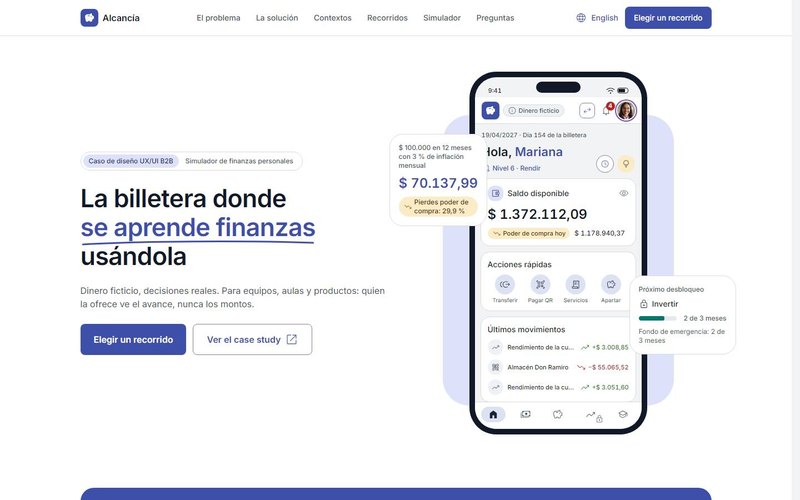 Alcancía
El problema
La solución
Contextos
Recorridos
Simulador
Preguntas
English
Elegir un recorrido
Caso de diseño UX/UI B2B
Simulador de finanzas personales
La billetera donde
se aprende finanzas
usándola
Dinero ficticio, decisiones reales. Para equipos, aulas y productos: quien
la ofrece ve el avance, nunca los montos.
Elegir un recorrido
Ver el case study
$ 100.000 en 12 meses
con 3 % de inflación
mensual
$ 70.137,99
Pierdes poder de
compra: 29,9 %
9:41
Dinero ficticio
4
19/04/2027 · Día 154 de la billetera
Hola, Mariana
Nivel 6 · Rendir
Saldo disponible
$ 1.372.112,09
Poder de compra hoy
$ 1.178.940,37
Acciones rápidas
Transferir
Pagar QR
Servicios
Apartar
Últimos movimientos
Rendimiento de la cu...
+$ 3.008,85
Almacén Don Ramiro
−$ 55.065,52
Rendimiento de la cu...
+$ 3.051,60
Próximo desbloqueo
Invertir
2 de 3 meses
Fondo de emergencia: 2 de
3 meses